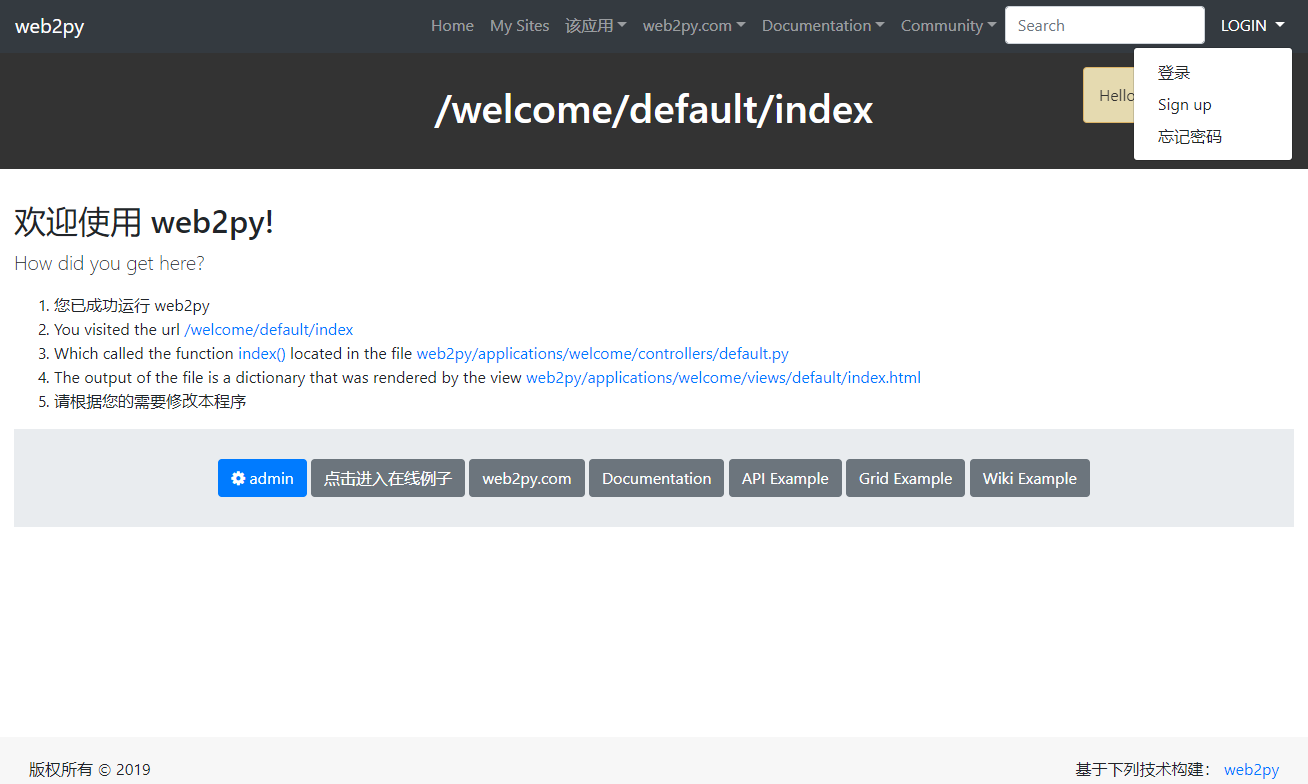 web2py Home My Sites 该应用 web2py.com Documentation Community Search LOGIN
登录
Sign up
忘记密码
/welcome/default/index
Hello
欢迎使用 web2py!
How did you get here?
1. 您已成功运行 web2py
2. You visited the url /welcome/default/index
3. Which called the function index() located in the file web2py/applications/welcome/controllers/default.py
4. The output of the file is a dictionary that was rendered by the view web2py/applications/welcome/views/default/index.html
5. 请根据您的需要修改本程序
admin 点击进入在线例子 web2py.com Documentation API Example Grid Example Wiki Example
版权所有 © 2019 基于下列技术构建： web2py